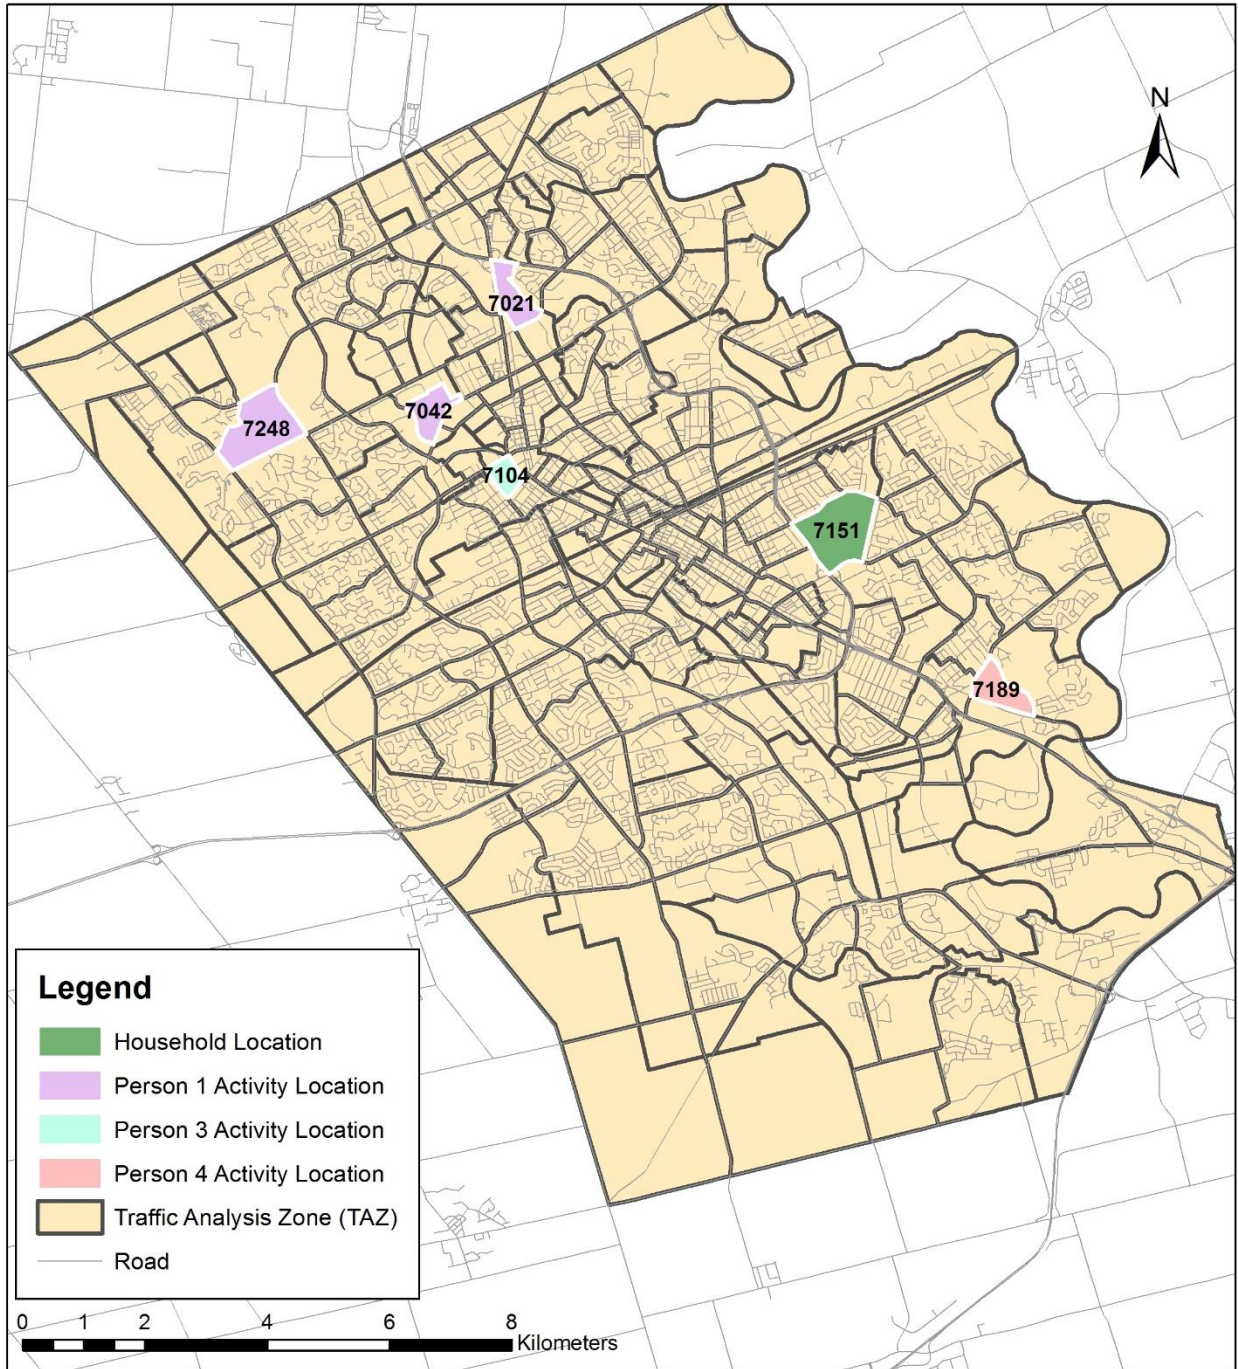 N
7021
7042
7248
7104
7151
7189
Legend
Household Location
Person 1 Activity Location
Person 3 Activity Location
Person 4 Activity Location
Traffic Analysis Zone (TAZ)
Road
0 1 2 4 6 8
Kilometers